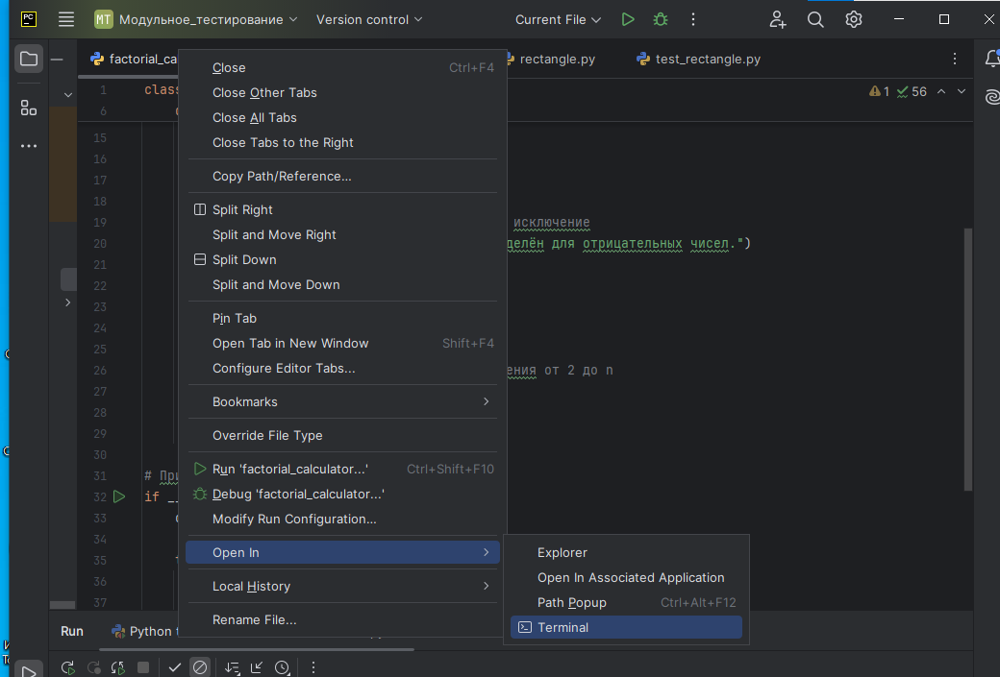 PC
MT Модульное_тестирование Version control Current File
factorial_ca rectangle.py test_rectangle.py
Close Ctrl+F4
Close Other Tabs
Close All Tabs
Close Tabs to the Right
Copy Path/Reference...
Split Right
Split and Move Right
Split Down
Split and Move Down
Pin Tab
Open Tab in New Window Shift+F4
Configure Editor Tabs...
Bookmarks
Override File Type
Run 'factorial_calculator...' Ctrl+Shift+F10
Debug 'factorial_calculator...'
Modify Run Configuration...
Open In
Local History
Rename File...
Explorer
Open In Associated Application
Path Popup Ctrl+Alt+F12
Terminal
1 class
1 56
6
15
16
17
18
19 исключение
20 делён для отрицательных чисел.")
21
22
23
24
25
26 ения от 2 до n
27
28
29
30
31 # При
32 if __
33
34
35
36
37
Run Python t